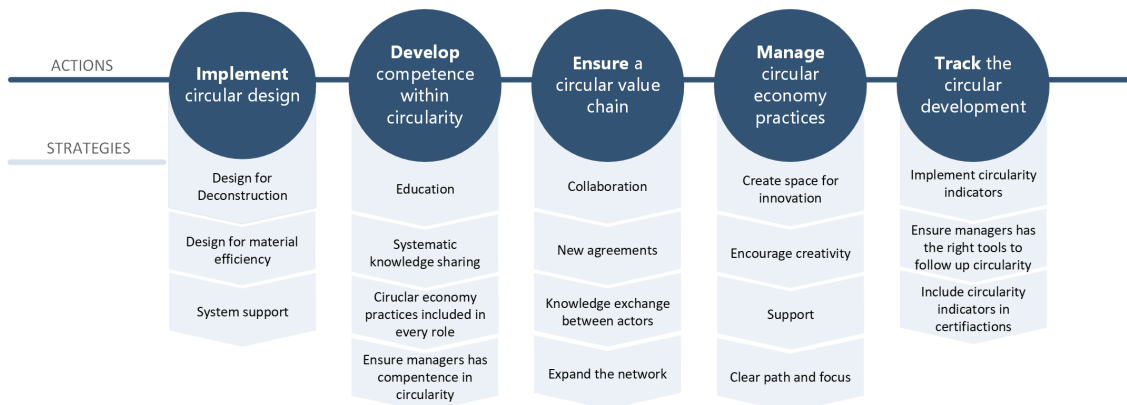 ACTIONS
Implement
circular design
Develop
competence
within
circularity
Ensure a
circular value
chain
Manage
circular
economy
practices
Track the
circular
development
STRATEGIES
Design for
Deconstruction
Design for material
efficiency
System support
Education
Systematic
knowledge sharing
Ciruclar economy
practices included in
every role
Ensure managers has
compentence in
circularity
Collaboration
New agreements
Knowledge exchange
between actors
Expand the network
Create space for
innovation
Encourage creativity
Support
Clear path and focus
Implement circularity
indicators
Ensure managers has
the right tools to
follow up circularity
Include circularity
indicators in
certifiactions